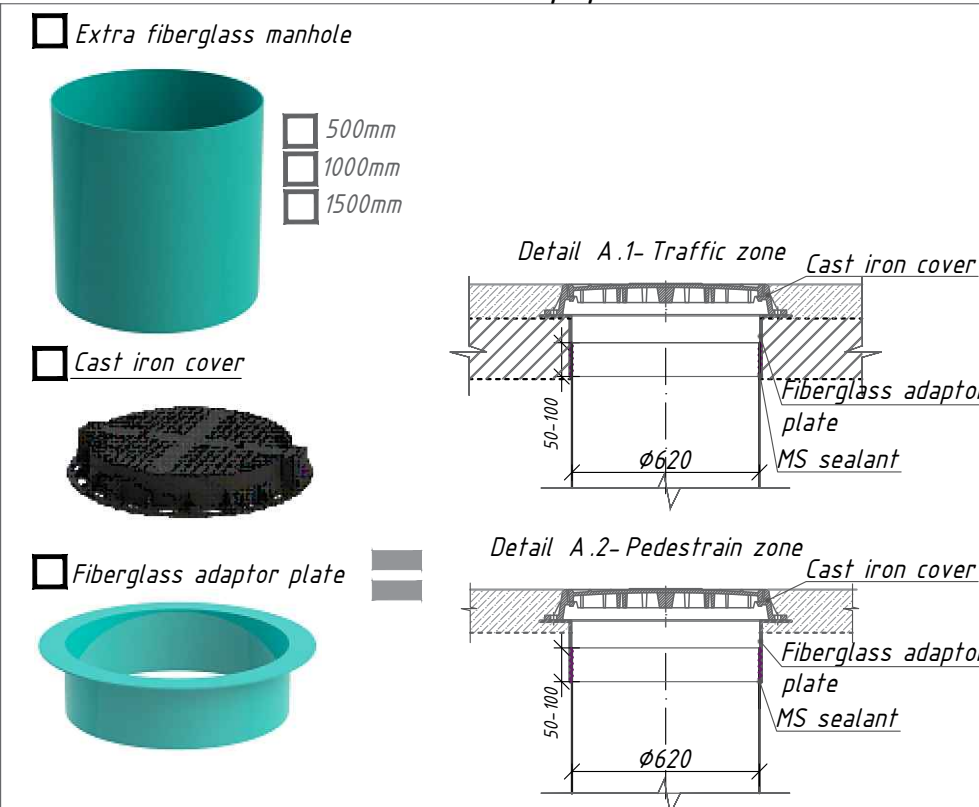 Extra fiberglass manhole
500mm
1000mm
1500mm
Cast iron cover
Fiberglass adaptor plate
Detail A.1- Traffic zone
Cast iron cover
Fiberglass adaptor
plate
MS sealant
50-100
Ø620
Detail A.2- Pedestrain zone
Cast iron cover
Fiberglass adaptor
plate
MS sealant
50-100
Ø620